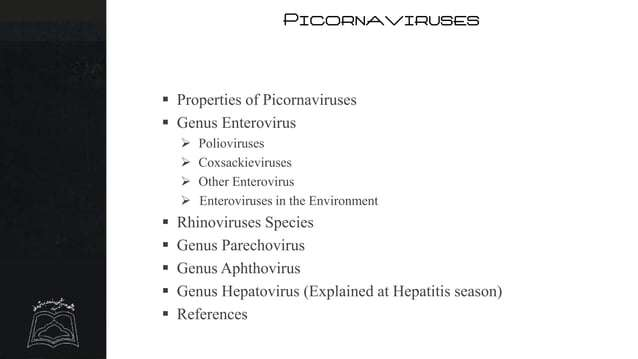 Picornaviruses
Properties of Picornaviruses
Genus Enterovirus
Polioviruses
Coxsackieviruses
Other Enterovirus
Enteroviruses in the Environment
Rhinoviruses Species
Genus Parechovirus
Genus Aphthovirus
Genus Hepatovirus (Explained at Hepatitis season)
References